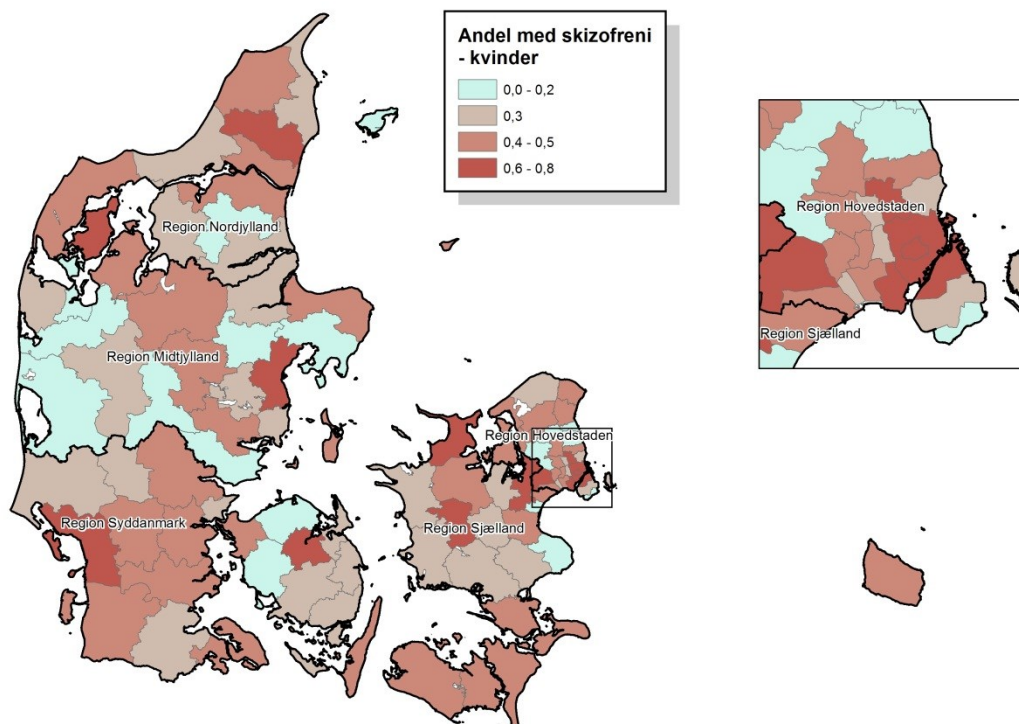 Andel med skizofreni
- kvinder
0,0 - 0,2
0,3
0,4 - 0,5
0,6 - 0,8
Region Hovedstaden
Region Nordjylland
Region Sjælland
Region Midtjylland
Region Hovedstaden
Region Syddanmark
Region Sjælland